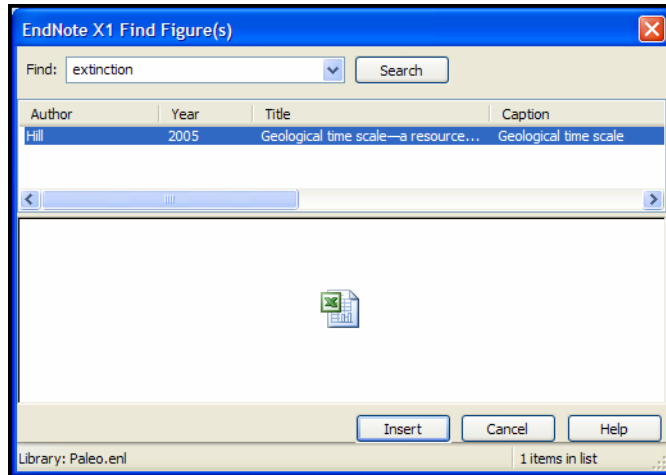 EndNote X1 Find Figure(s)
Find: extinction Search
Author Year Title Caption
Hill 2005 Geological time scale—a resource... Geological time scale
Insert Cancel Help
Library: Paleo.enl 1 items in list